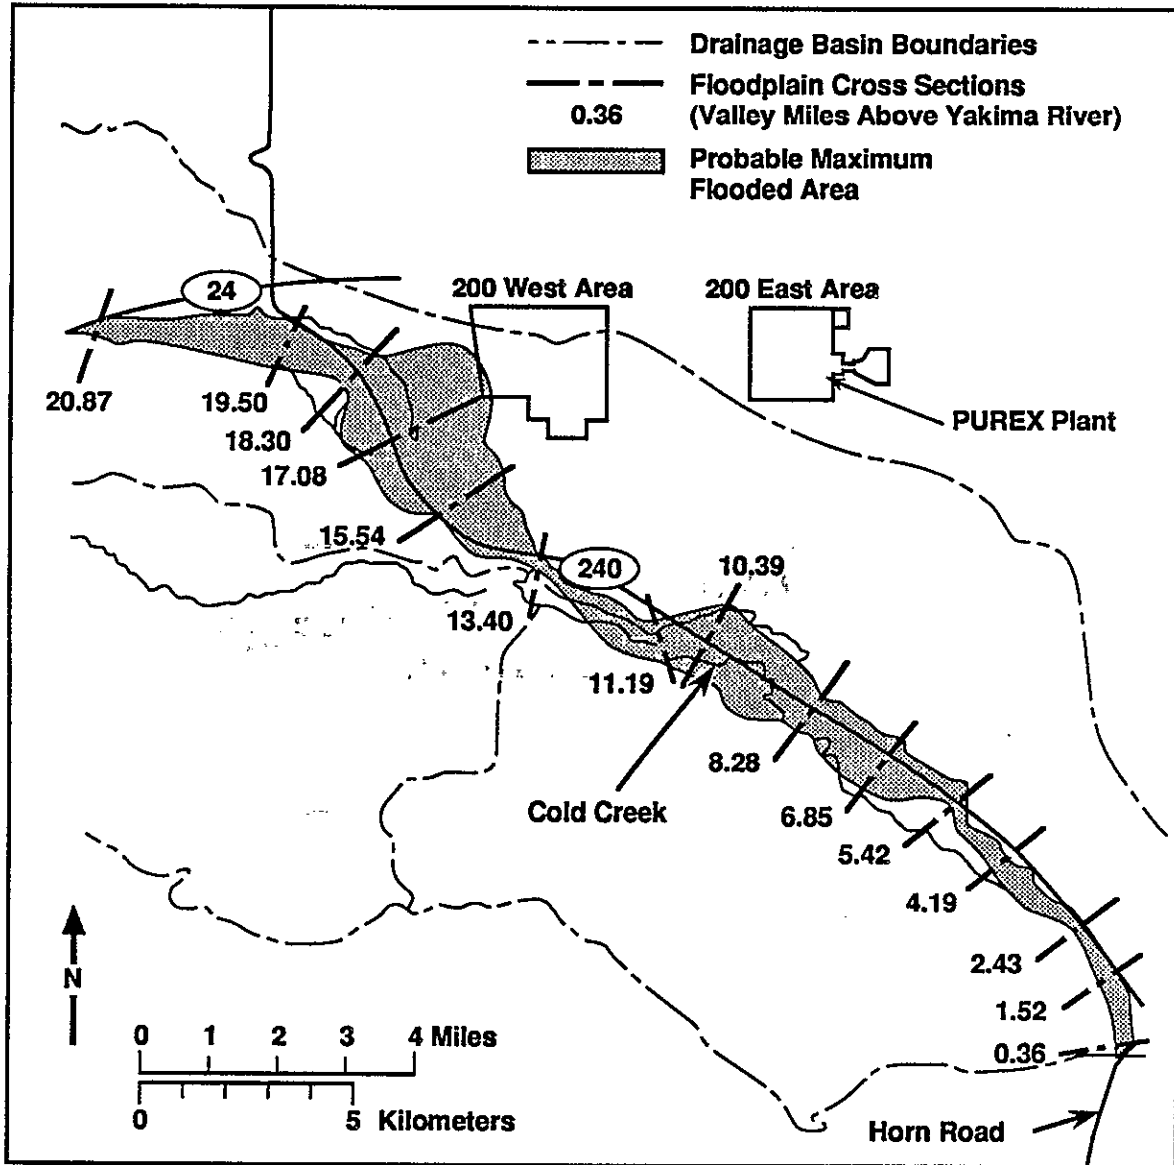 Drainage Basin Boundaries
Floodplain Cross Sections
0.36 (Valley Miles Above Yakima River)
Probable Maximum
Flooded Area
24
200 West Area
200 East Area
20.87
19.50
PUREX Plant
18.30
17.08
15.54
240
10.39
13.40
11.19
8.28
Cold Creek
6.85
5.42
4.19
2.43
N
1.52
0 1 2 3 4 Miles
0.36
0 5 Kilometers
Horn Road